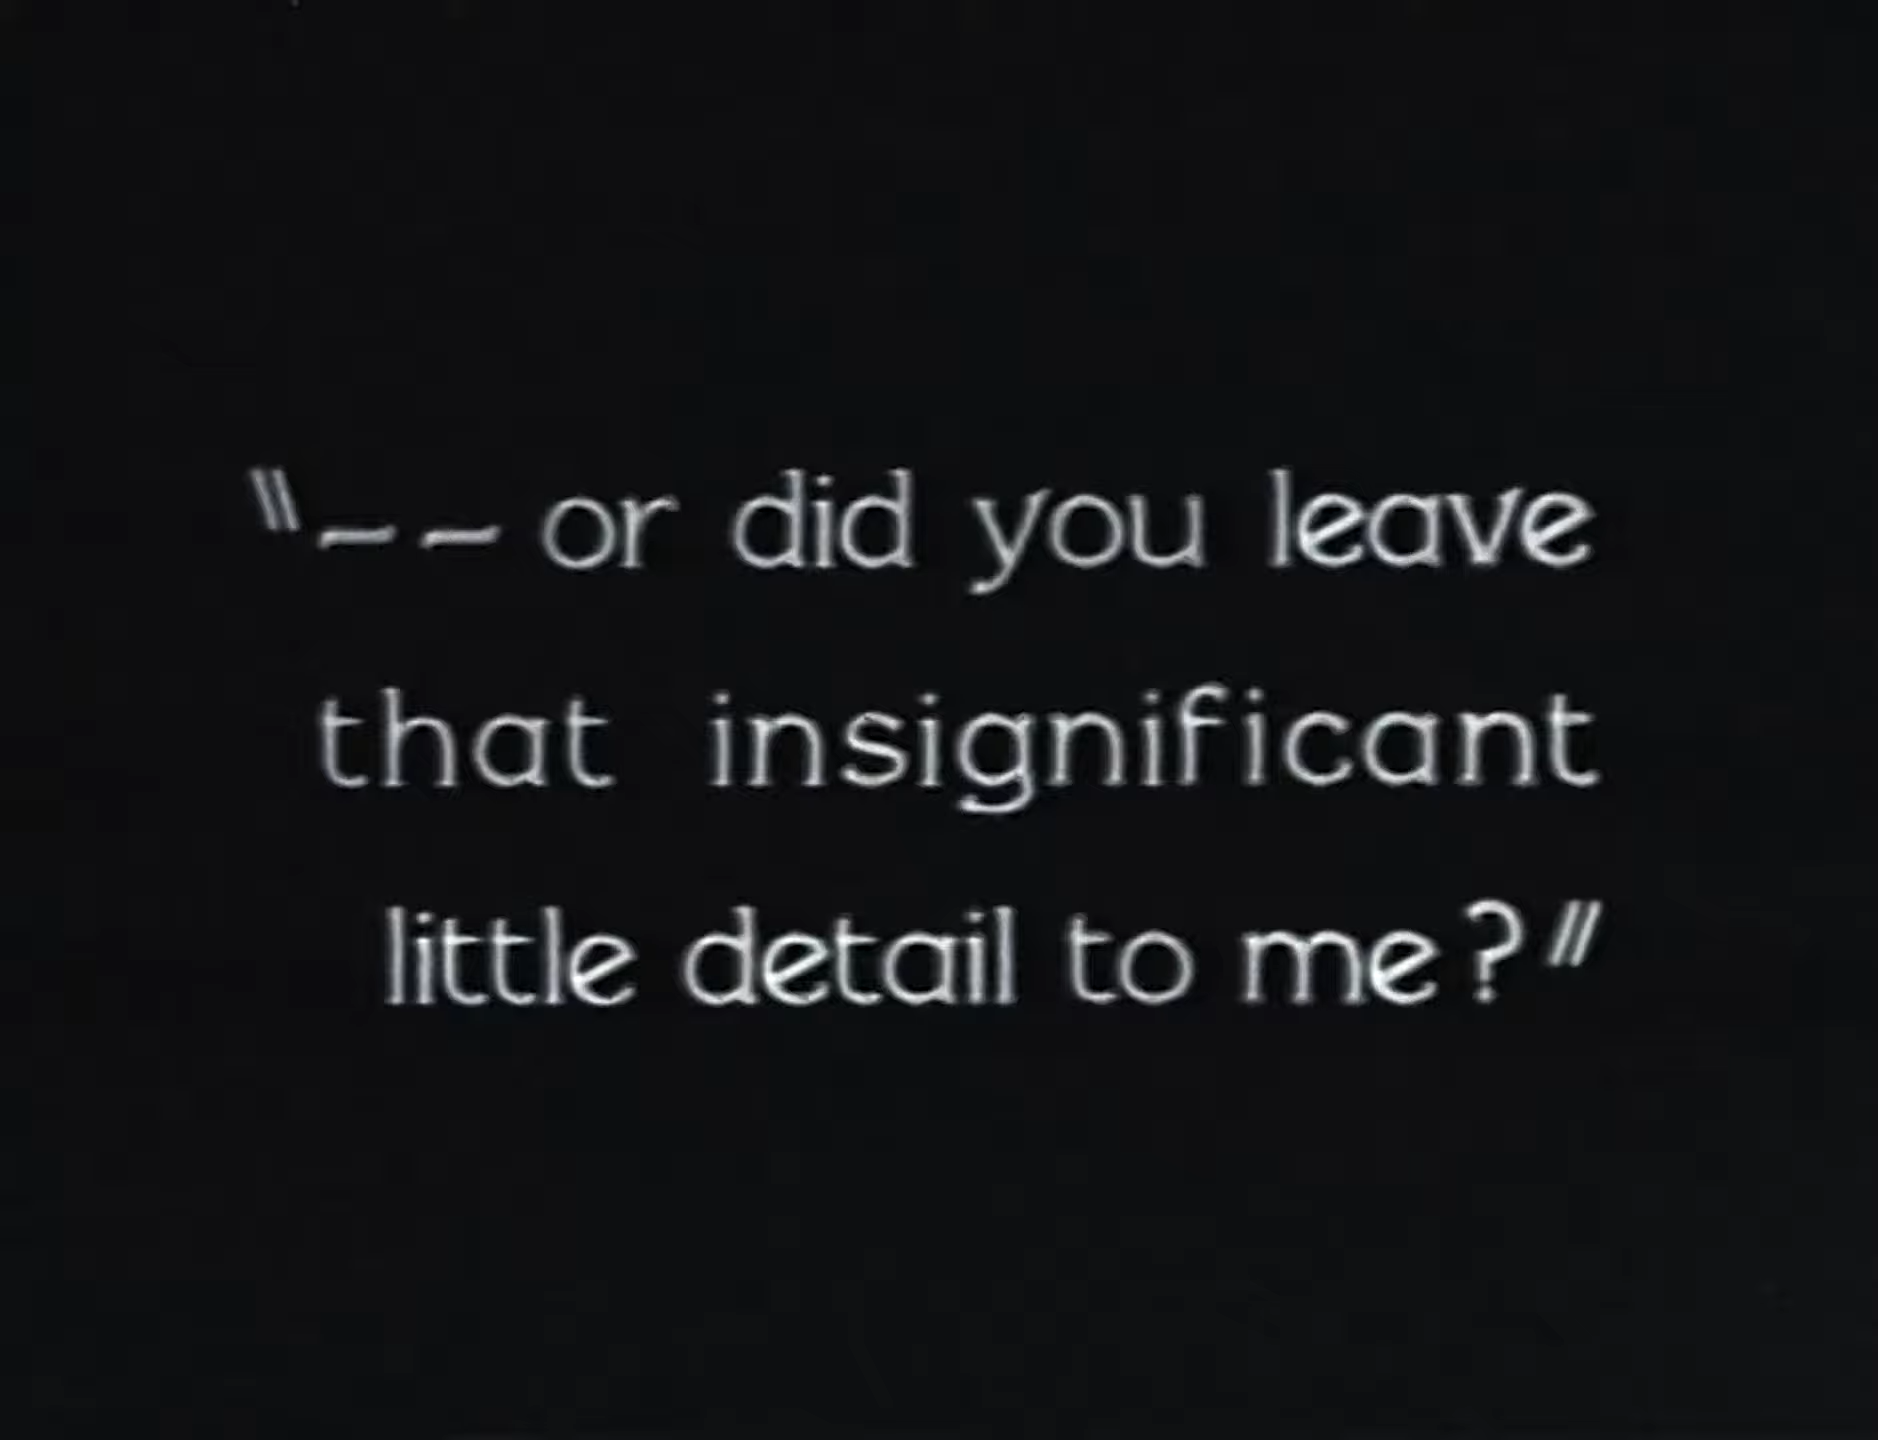 "-- or did you leave
that insignificant
little detail to me?"